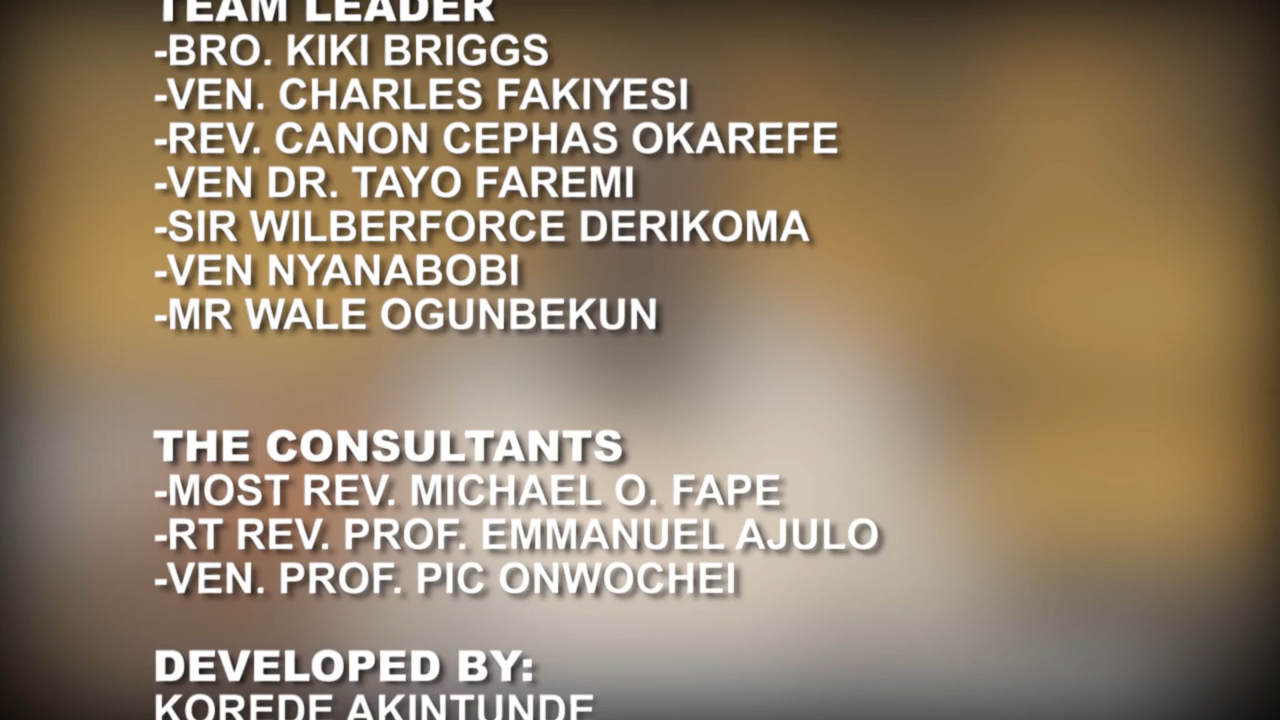 TEAM LEADER
-BRO. KIKI BRIGGS
-VEN. CHARLES FAKIYESI
-REV. CANON CEPHAS OKAREFE
-VEN DR. TAYO FAREMI
-SIR WILBERFORCE DERIKOMA
-VEN NYANABOBI
-MR WALE OGUNBEKUN
THE CONSULTANTS
-MOST REV. MICHAEL O. FAPE
-RT REV. PROF. EMMANUEL AJULO
-VEN. PROF. PIC ONWOCHEI
DEVELOPED BY:
KOREDE AKINTUNDE